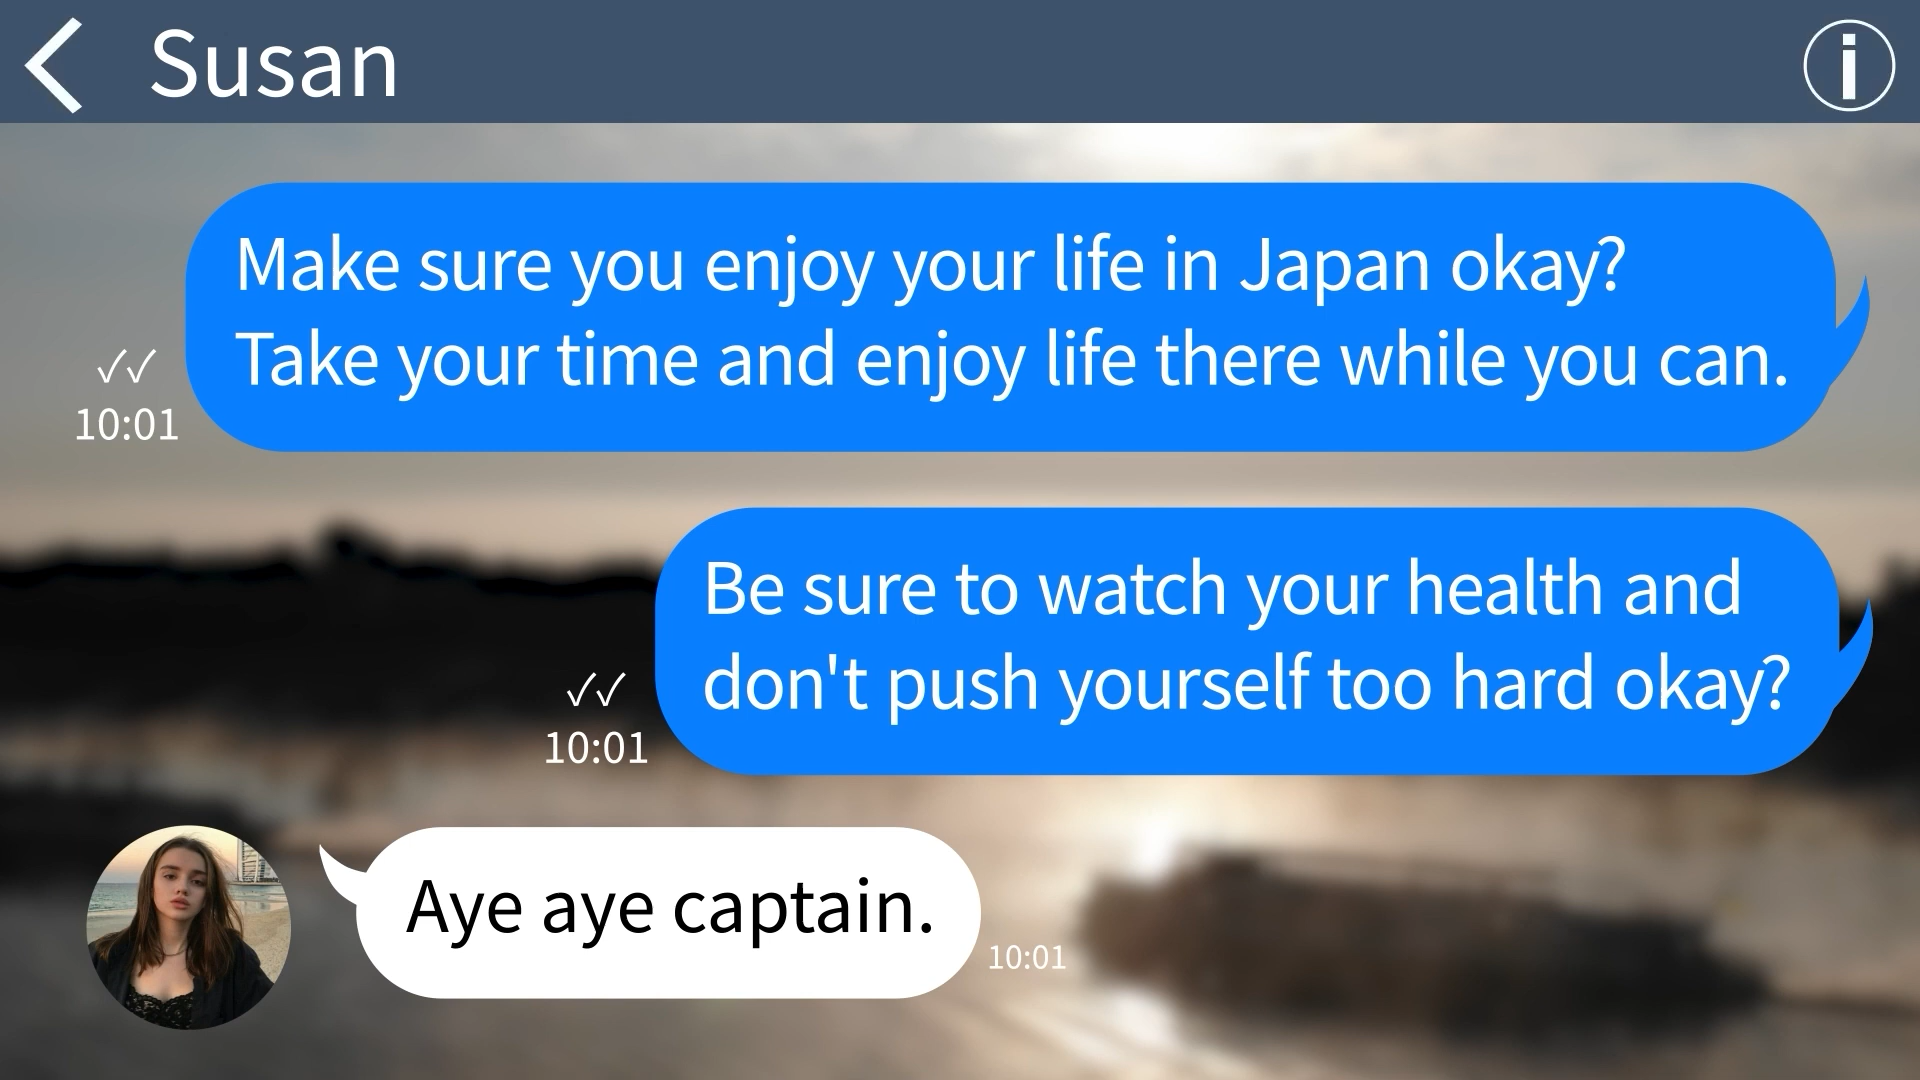 Susan
Make sure you enjoy your life in Japan okay?
Take your time and enjoy life there while you can.
✓✓
10:01
Be sure to watch your health and
don't push yourself too hard okay?
✓✓
10:01
Aye aye captain.
10:01